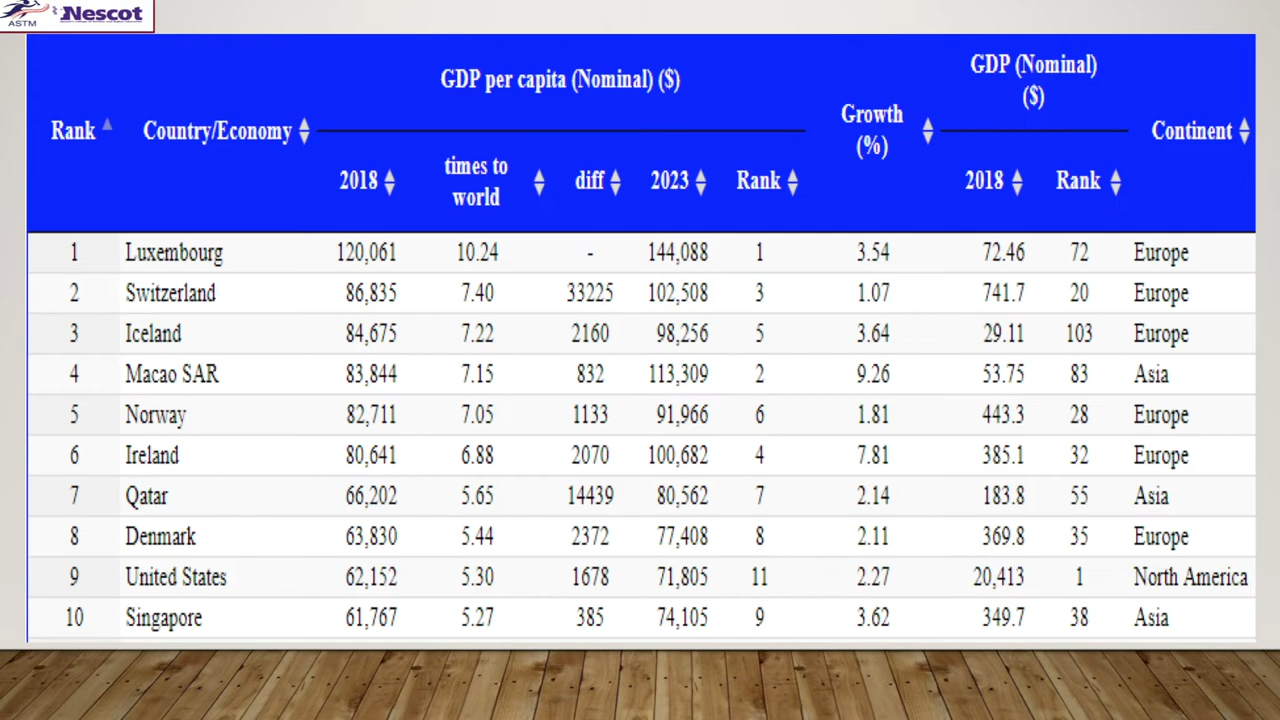 ASTM
Nescot
GDP per capita (Nominal) ($)
GDP (Nominal)
($)
Rank Country/Economy
Growth
(%)
Continent
2018 times to
world diff 2023 Rank
2018 Rank
1 Luxembourg 120,061 10.24 - 144,088 1 3.54 72.46 72 Europe
2 Switzerland 86,835 7.40 33225 102,508 3 1.07 741.7 20 Europe
3 Iceland 84,675 7.22 2160 98,256 5 3.64 29.11 103 Europe
4 Macao SAR 83,844 7.15 832 113,309 2 9.26 53.75 83 Asia
5 Norway 82,711 7.05 1133 91,966 6 1.81 443.3 28 Europe
6 Ireland 80,641 6.88 2070 100,682 4 7.81 385.1 32 Europe
7 Qatar 66,202 5.65 14439 80,562 7 2.14 183.8 55 Asia
8 Denmark 63,830 5.44 2372 77,408 8 2.11 369.8 35 Europe
9 United States 62,152 5.30 1678 71,805 11 2.27 20,413 1 North America
10 Singapore 61,767 5.27 385 74,105 9 3.62 349.7 38 Asia